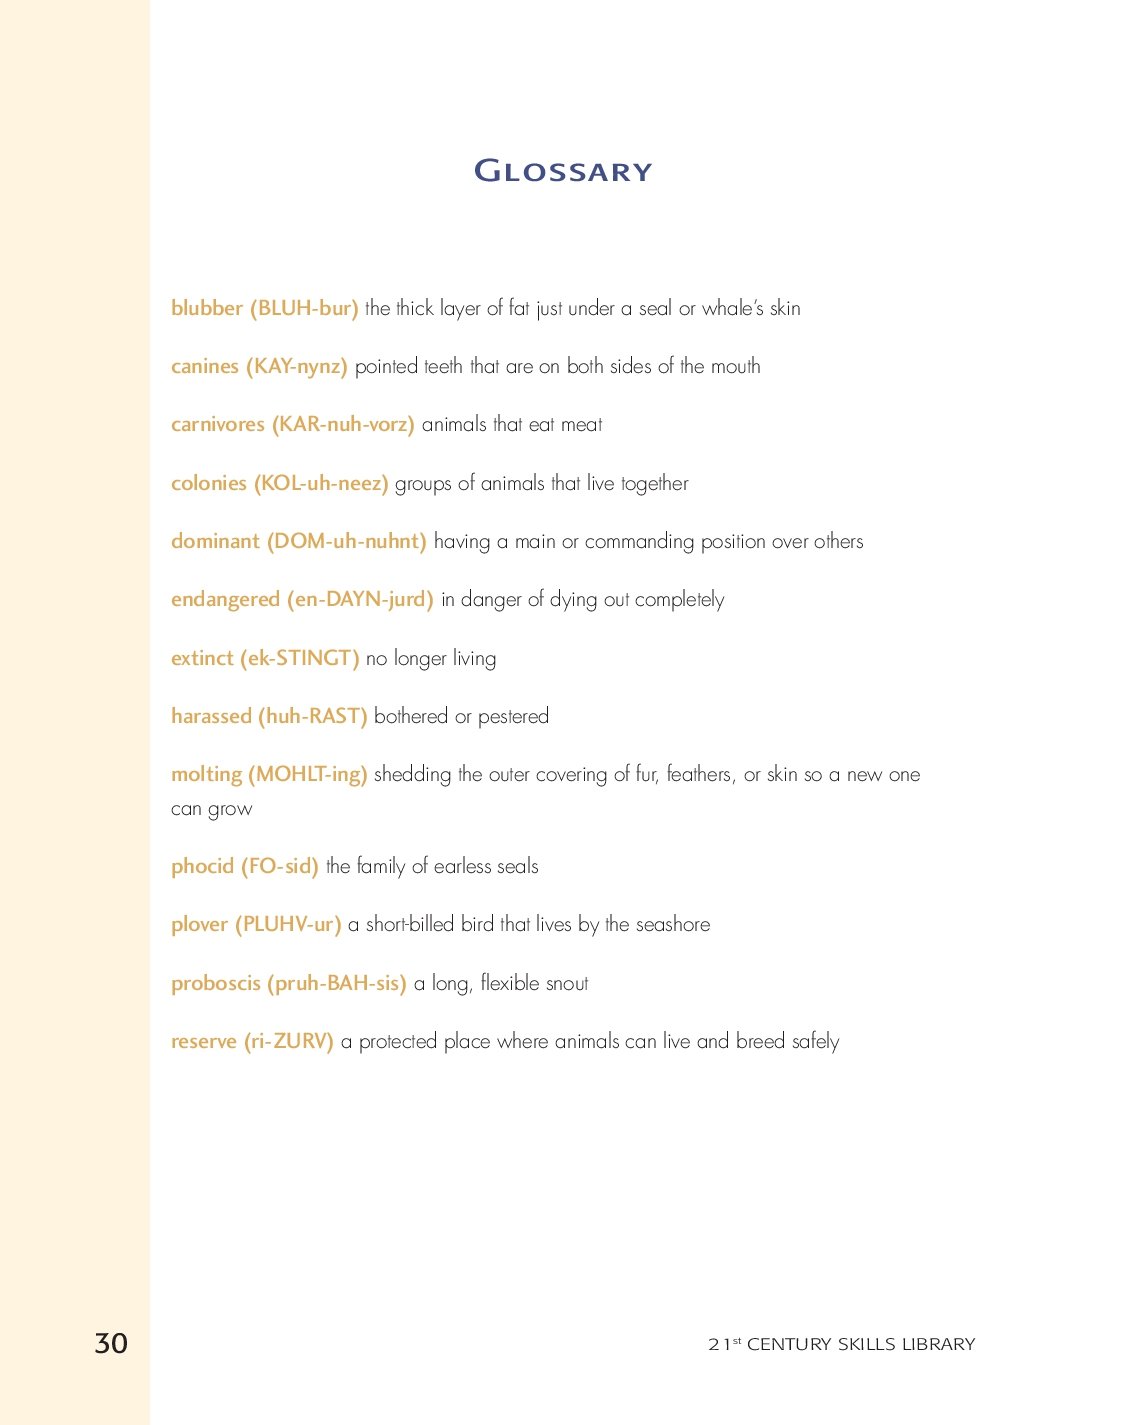 GLOSSARY
blubber (BLUH-bur) the thick layer of fat just under a seal or whale’s skin
canines (KAY-nynz) pointed teeth that are on both sides of the mouth
carnivores (KAR-nuh-vorz) animals that eat meat
colonies (KOL-uh-neez) groups of animals that live together
dominant (DOM-uh-nuhnt) having a main or commanding position over others
endangered (en-DAYN-jurd) in danger of dying out completely
extinct (ek-STINGT) no longer living
harassed (huh-RAST) bothered or pestered
molting (MOHLT-ing) shedding the outer covering of fur, feathers, or skin so a new one
can grow
phocid (FO-sid) the family of earless seals
plover (PLUHV-ur) a short-billed bird that lives by the seashore
proboscis (pruh-BAH-sis) a long, flexible snout
reserve (ri-ZURV) a protected place where animals can live and breed safely
30
21st CENTURY SKILLS LIBRARY